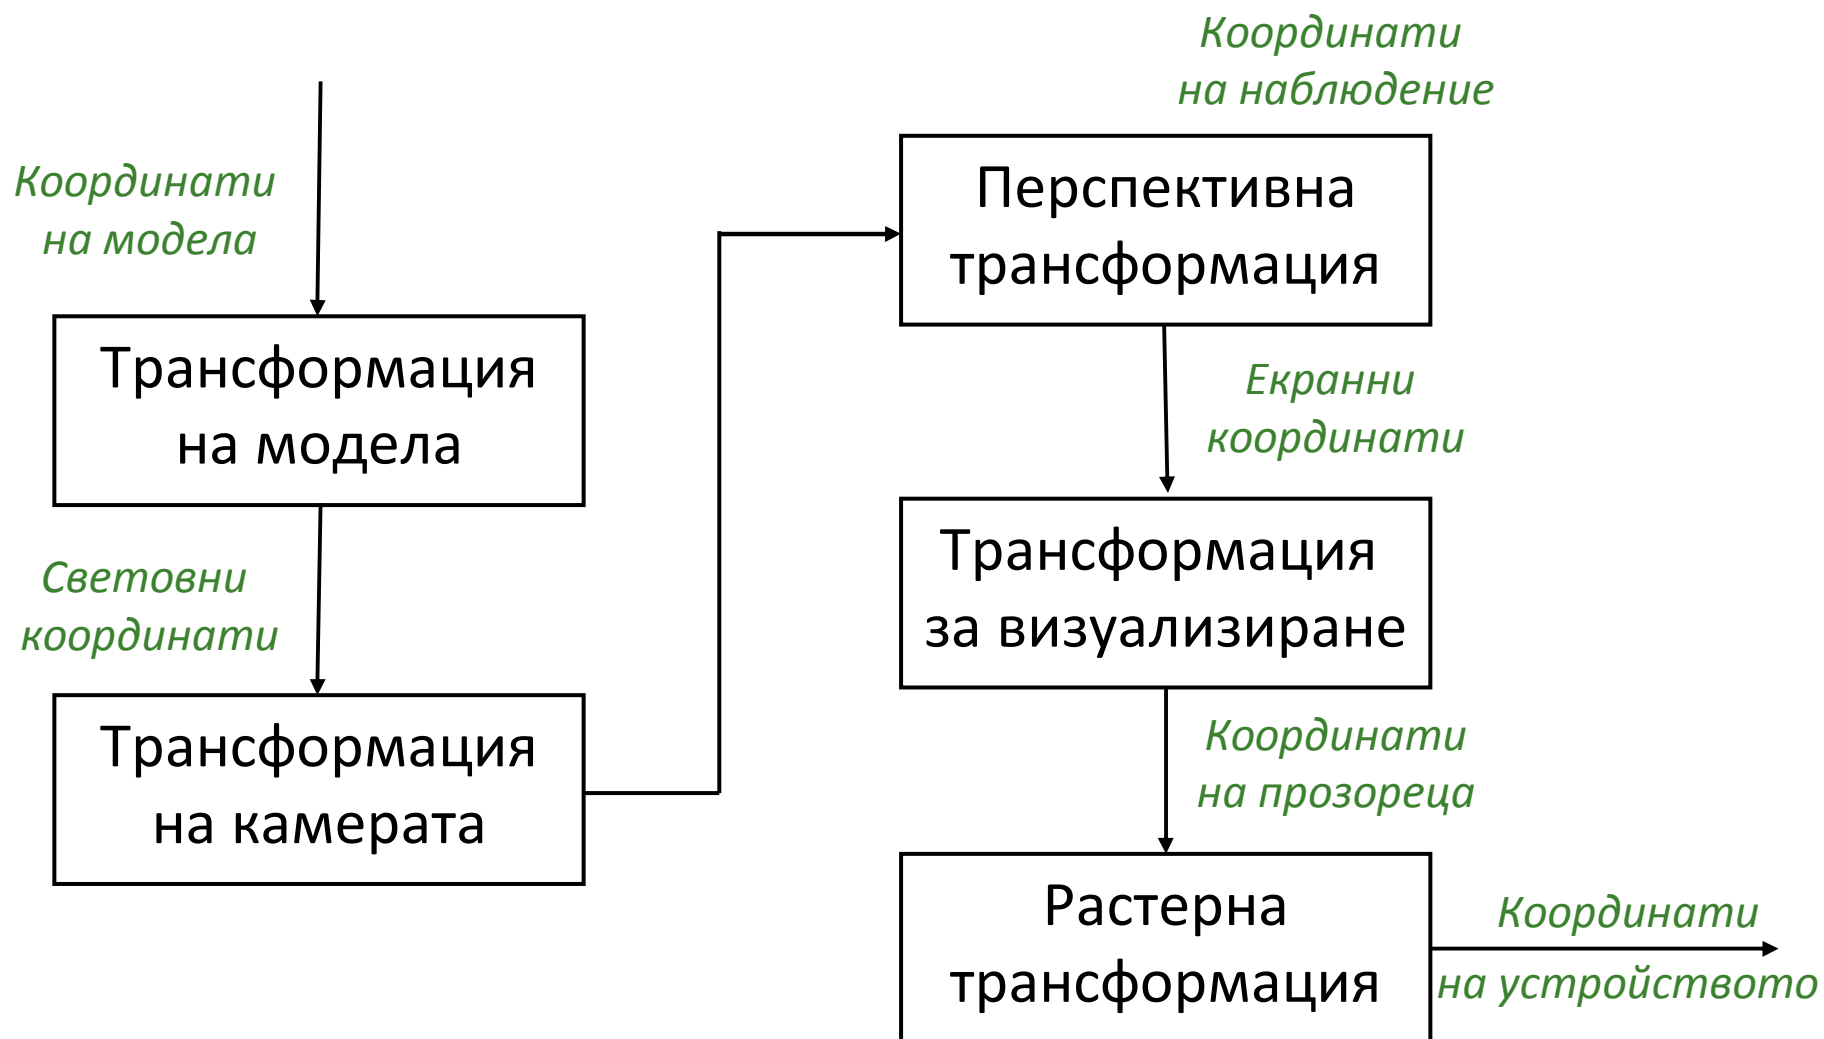 Координати
на модела
Трансформация
на модела
Световни
координати
Трансформация
на камерата
Координати
на наблюдение
Перспективна
трансформация
Екранни
координати
Трансформация
за визуализиране
Координати
на прозореца
Растерна
трансформация
Координати
на устройството